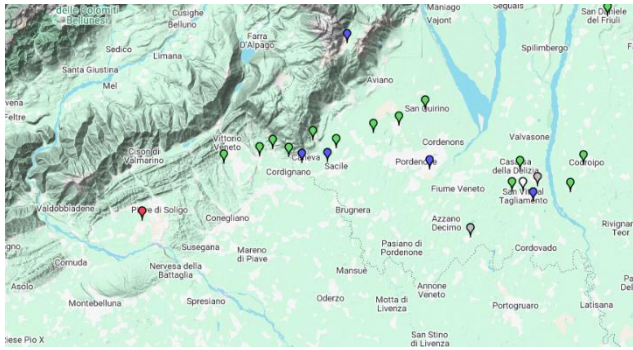 delle Dolomiti
Bellunesi
Cusighe
Belluno
Maniago
Vajont
Sequals
San Daniele
del Friuli
Farra
D'Alpago
Sedico
Limana
Spilimbergo
Santa Giustina
Mel
Aviano
Feltre
San Quirino
Valvasone
Vittorio
Veneto
Cordenons
Cison di
Valmarino
Caneva
Sacile
Pordenone
della Delizia
Codroipo
Cordignano
Fiume Veneto
San Vito al
Tagliamento
Valdobbiadene
Pieve di Soligo
Brugnera
Conegliano
Azzano
Decimo
Rivignano
Teor
Susegana
Mareno
di Piave
Pasiano di
Pordenone
Cordovado
Cornuda
Nervesa della
Battaglia
Mansuè
Asolo
Annone
Veneto
Montebelluna
Spresiano
Oderzo
Motta di
Livenza
Portogruaro
Latisana
San Stino
di Livenza
iese Pio X